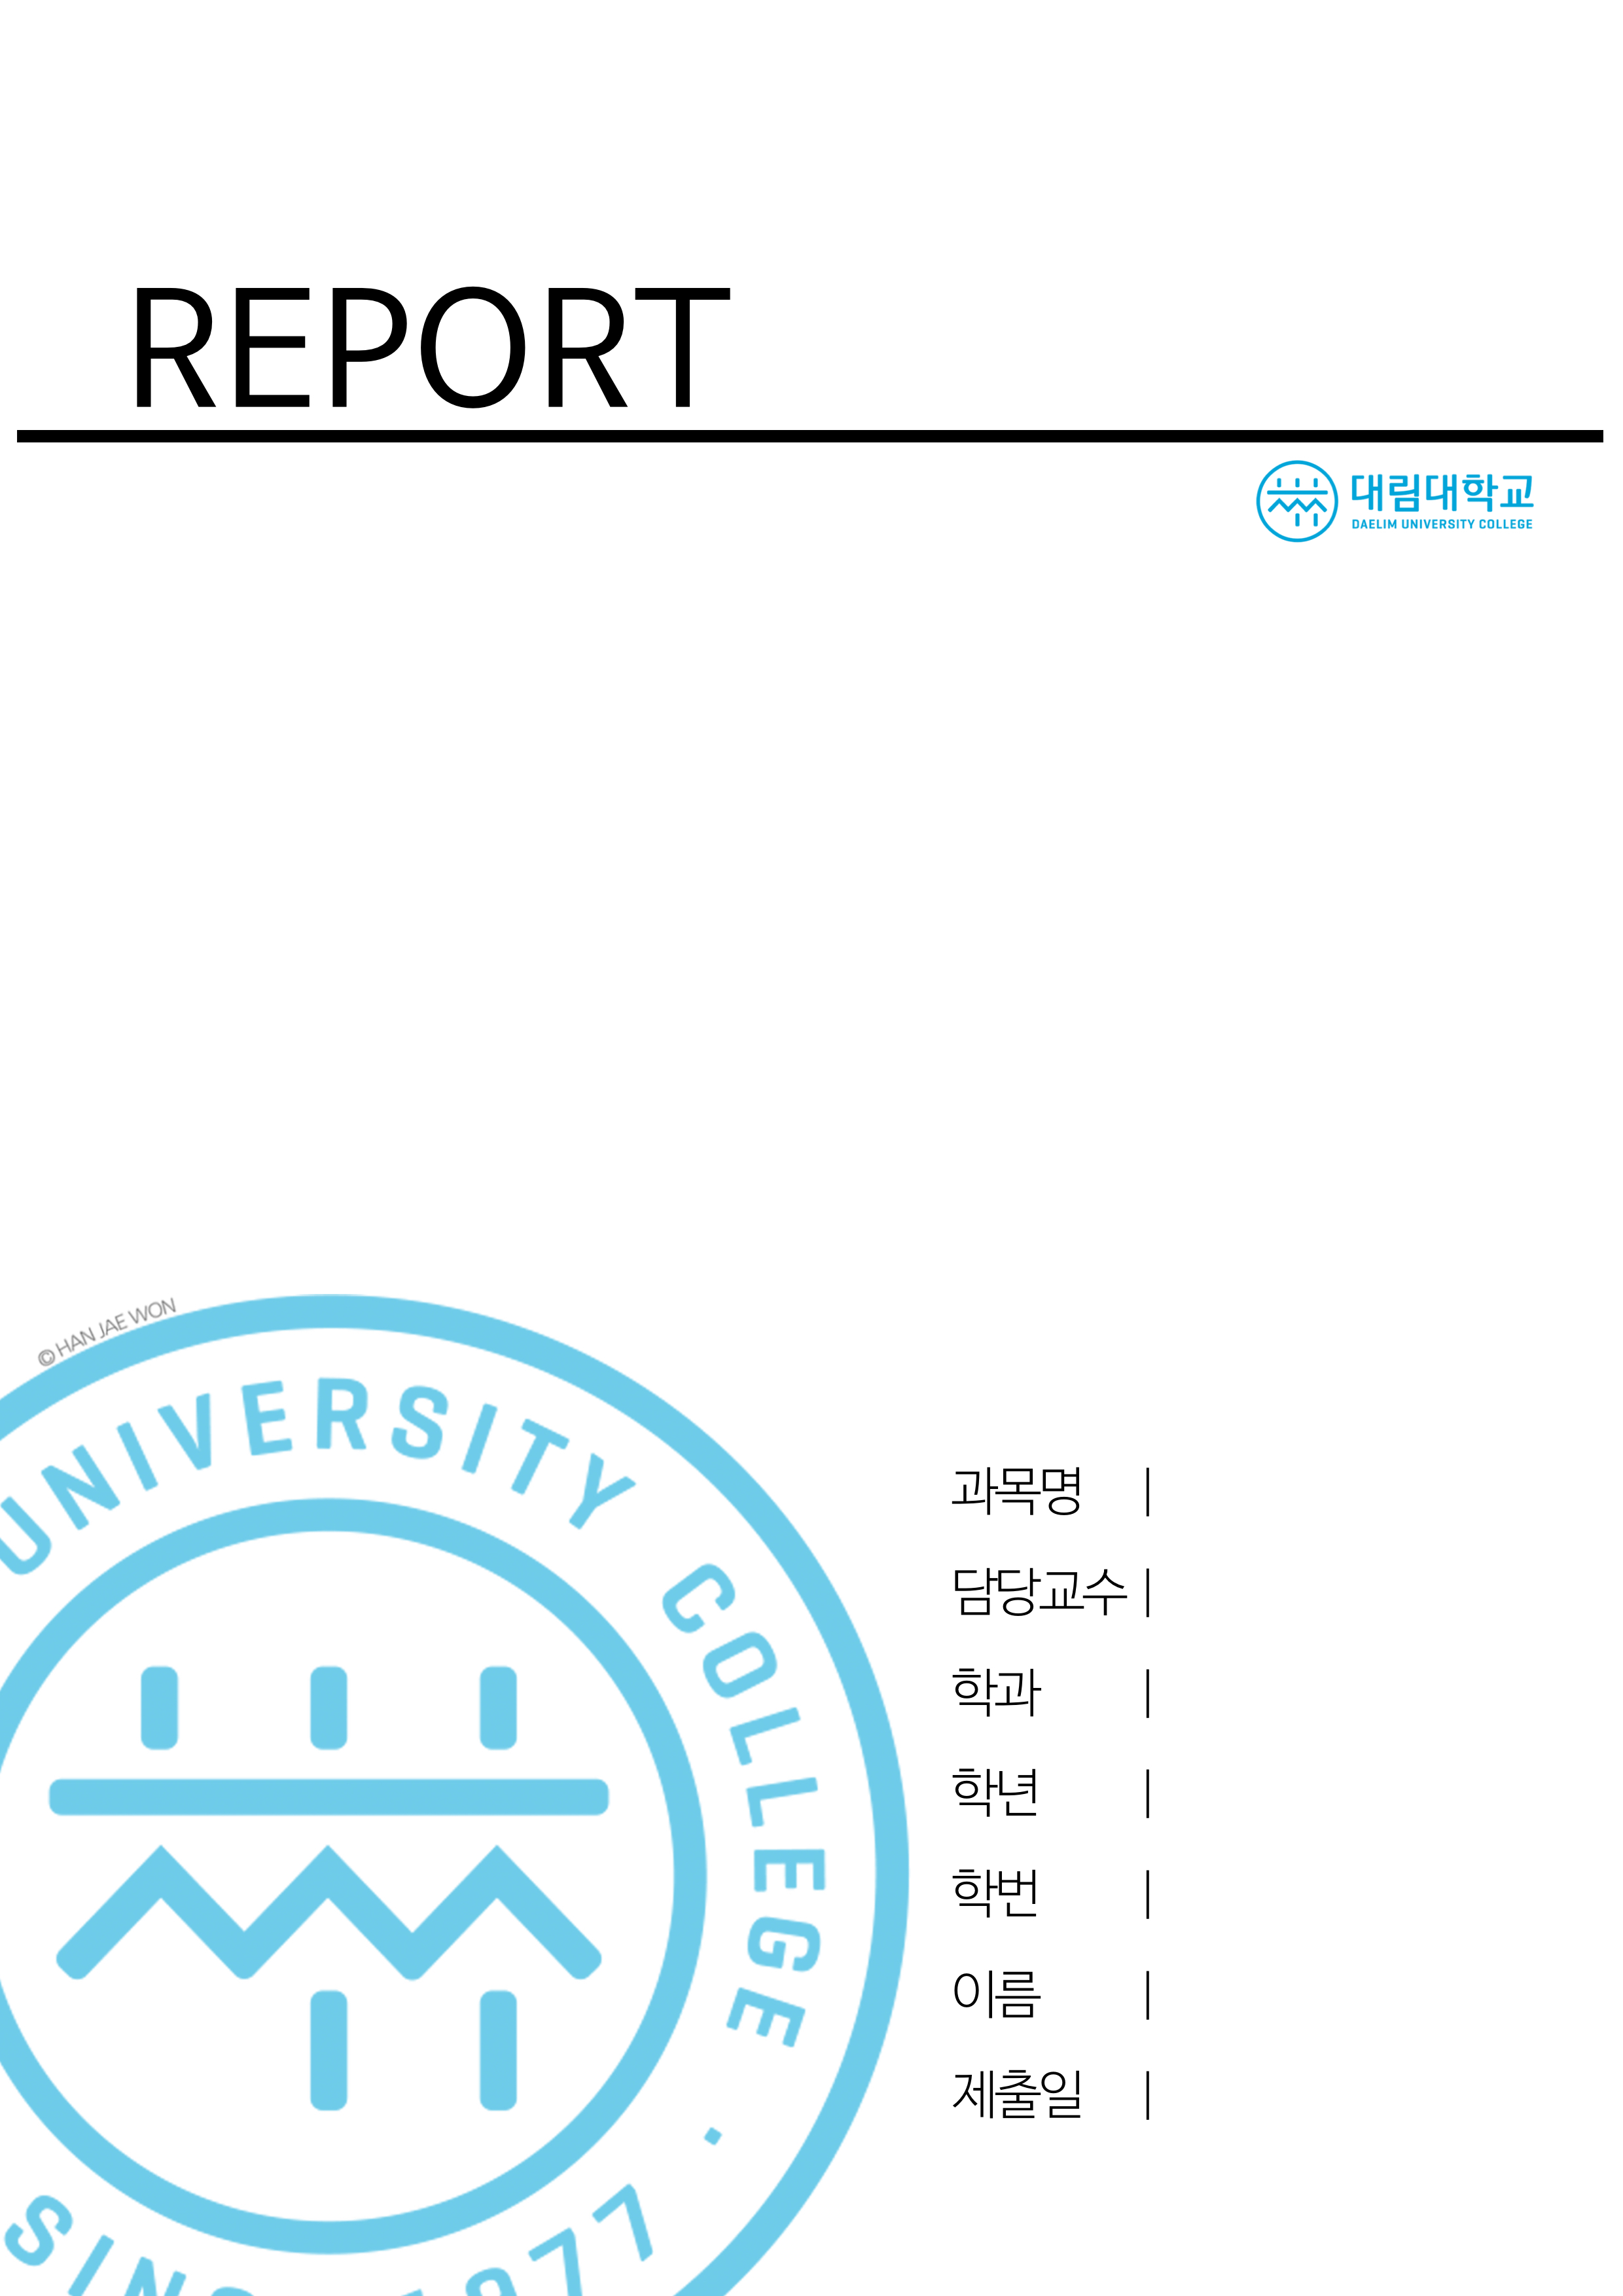 REPORT
대림대학교
DAELIM UNIVERSITY COLLEGE
© HAN JAE WON
UNIVERSITY COLLEGE ·
과목명 |
담당교수 |
학과 |
학년 |
학번 |
이름 |
제출일 |